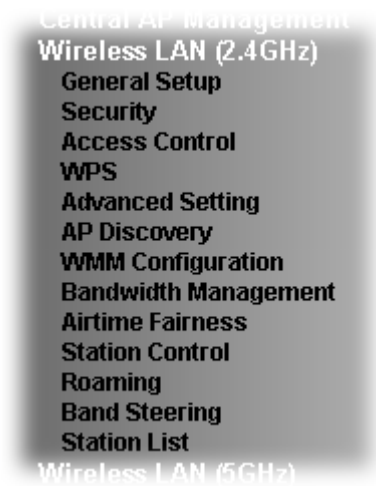 Central AP Management
Wireless LAN (2.4GHz)
General Setup
Security
Access Control
WPS
Advanced Setting
AP Discovery
WMM Configuration
Bandwidth Management
Airtime Fairness
Station Control
Roaming
Band Steering
Station List
Wireless LAN (5GHz)